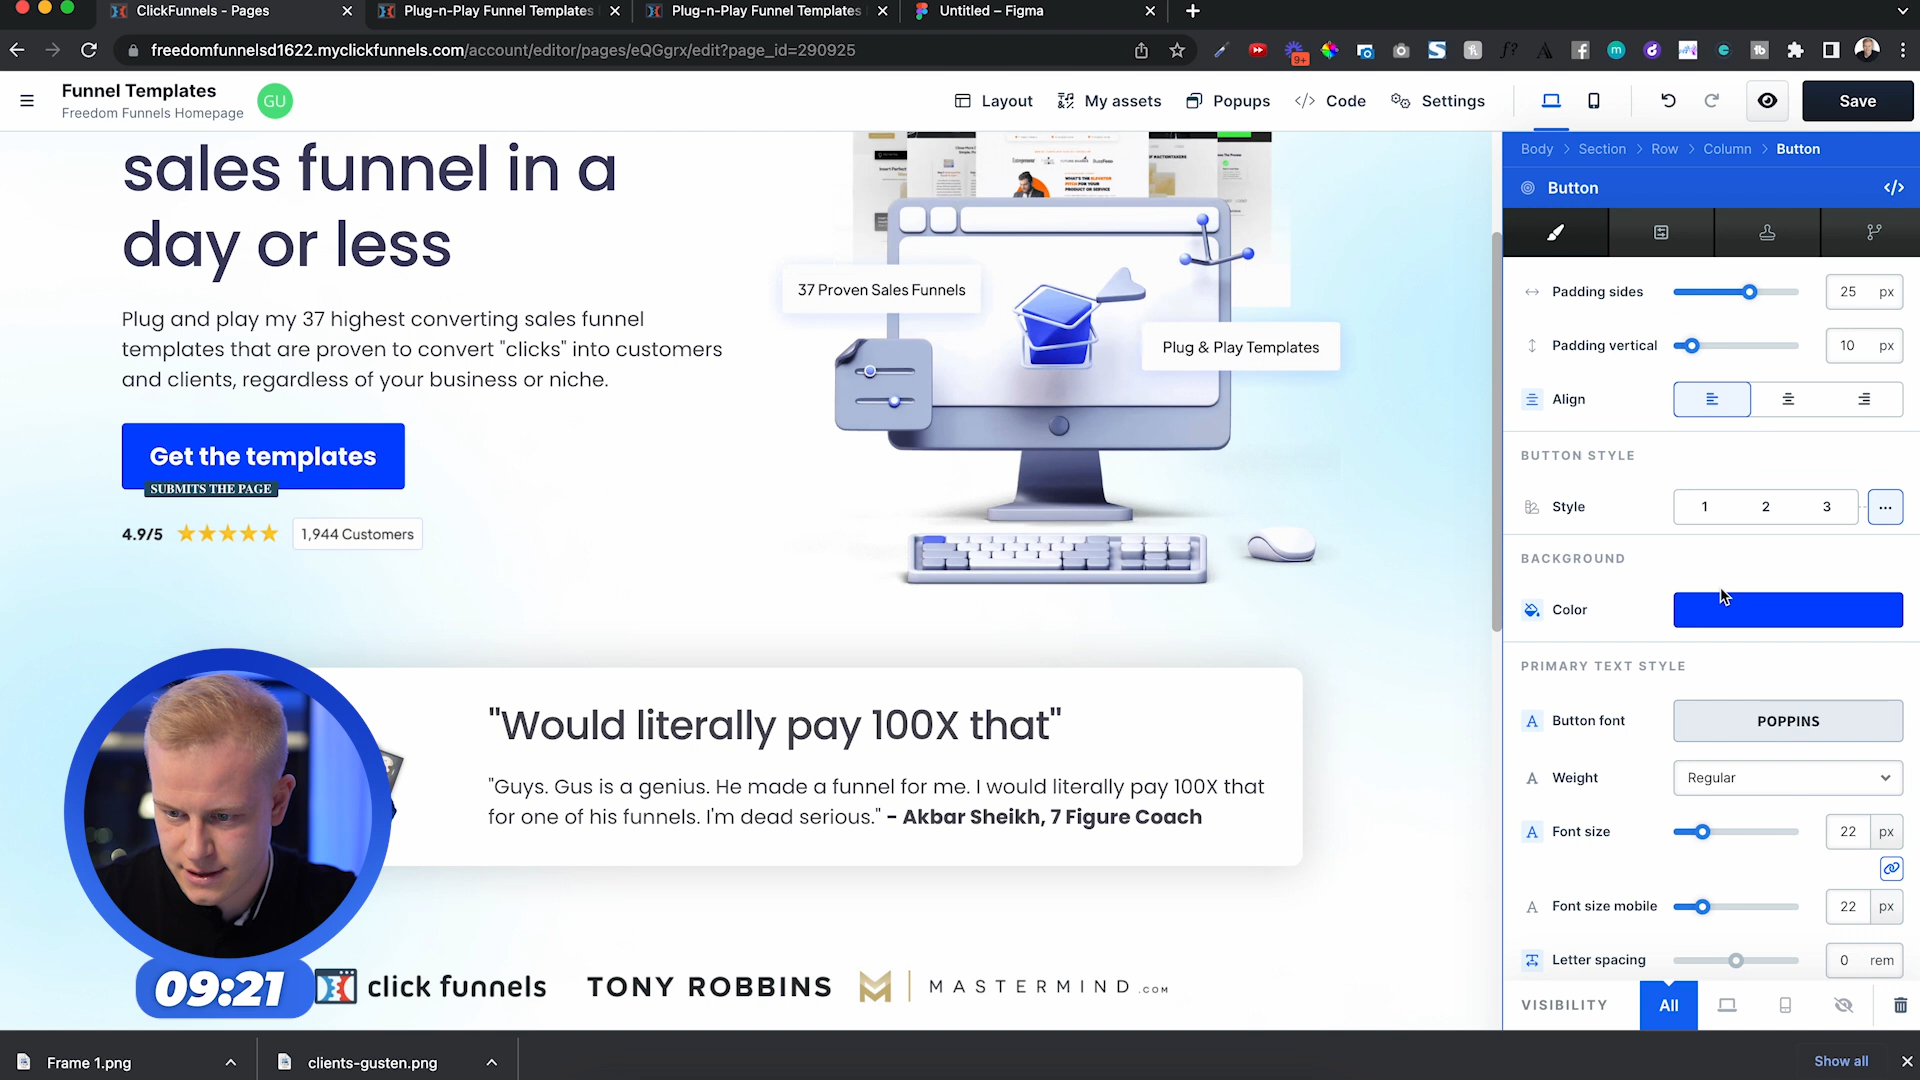 ClickFunnels - Pages
Plug-n-Play Funnel Templates
Plug-n-Play Funnel Templates
Untitled – Figma
freedomfunnelsd1622.myclickfunnels.com/account/editor/pages/eQGgrx/edit?page_id=290925
9+
Funnel Templates
Freedom Funnels Homepage
GU
Layout
My assets
Popups
Code
Settings
Save
sales funnel in a
day or less
Plug and play my 37 highest converting sales funnel
templates that are proven to convert "clicks" into customers
and clients, regardless of your business or niche.
Get the templates
SUBMITS THE PAGE
4.9/5
1,944 Customers
37 Proven Sales Funnels
Plug & Play Templates
"Would literally pay 100X that"
"Guys. Gus is a genius. He made a funnel for me. I would literally pay 100X that
for one of his funnels. I'm dead serious." - Akbar Sheikh, 7 Figure Coach
09:21
click funnels
TONY ROBBINS
MASTERMIND.COM
Body > Section > Row > Column > Button
Button
Padding sides
25 px
Padding vertical
10 px
Align
BUTTON STYLE
Style
1 2 3 ...
BACKGROUND
Color
PRIMARY TEXT STYLE
Button font
POPPINS
Weight
Regular
Font size
22 px
Font size mobile
22 px
Letter spacing
0 rem
VISIBILITY
All
Frame 1.png
clients-gusten.png
Show all